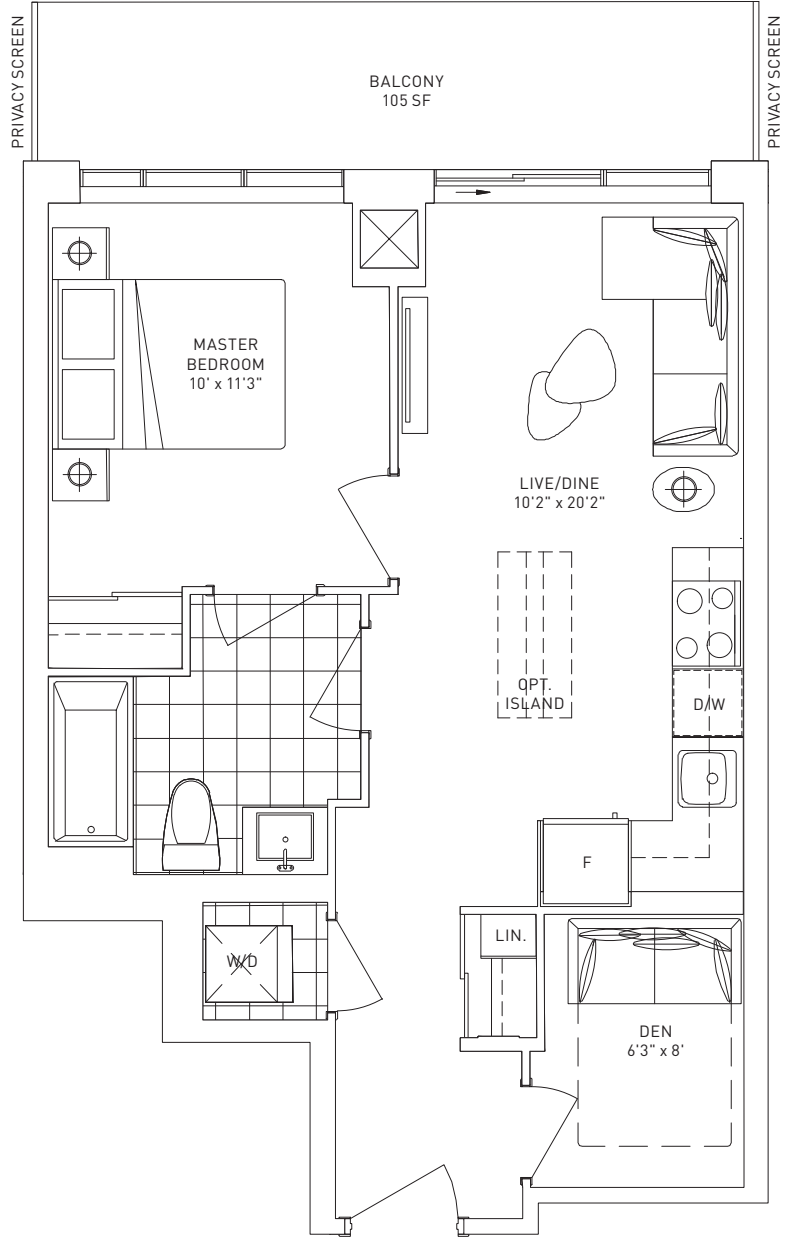 PRIVACY SCREEN
BALCONY
105 SF
PRIVACY SCREEN
MASTER
BEDROOM
10' x 11'3"
LIVE/DINE
10'2" x 20'2"
OPT.
ISLAND
D/W
F
LIN.
W/D
DEN
6'3" x 8'